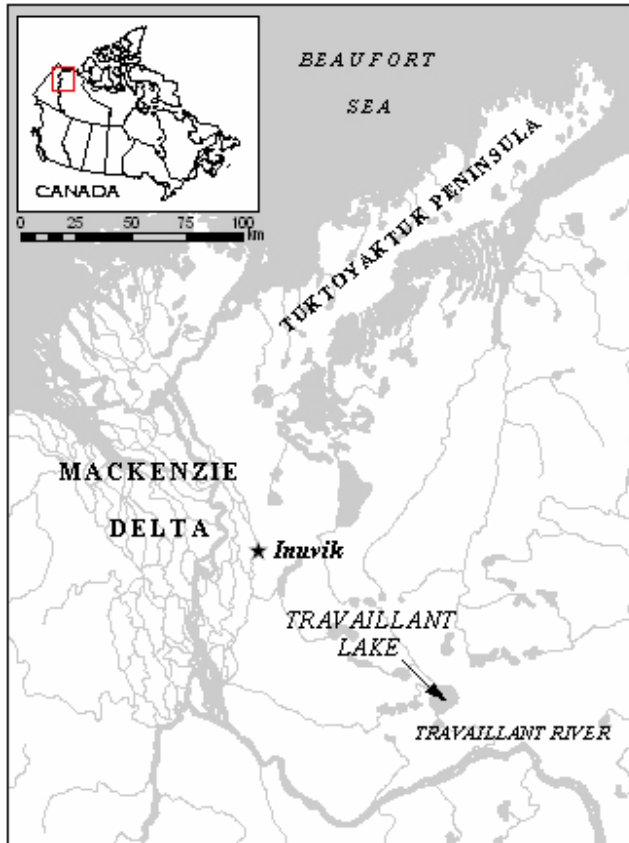 BEAUFORT
SEA
CANADA
0 25 50 75 100
km
TUKTOYAKTUK PENINSULA
MACKENZIE
DELTA
Inuvik
TRAVAILLANT
LAKE
TRAVAILLANT RIVER